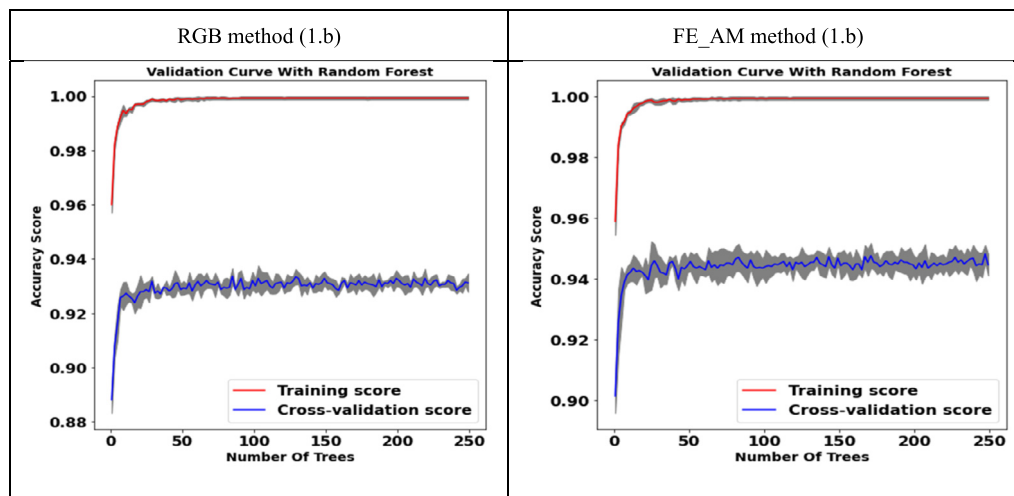 RGB method (1.b)
FE_AM method (1.b)
Validation Curve With Random Forest
1.00
0.98
0.96
0.94
0.92
0.90
0.88
Accuracy Score
Training score
Cross-validation score
0
50
100
150
200
250
Number Of Trees
Validation Curve With Random Forest
1.00
0.98
0.96
0.94
0.92
0.90
Accuracy Score
Training score
Cross-validation score
0
50
100
150
200
250
Number Of Trees